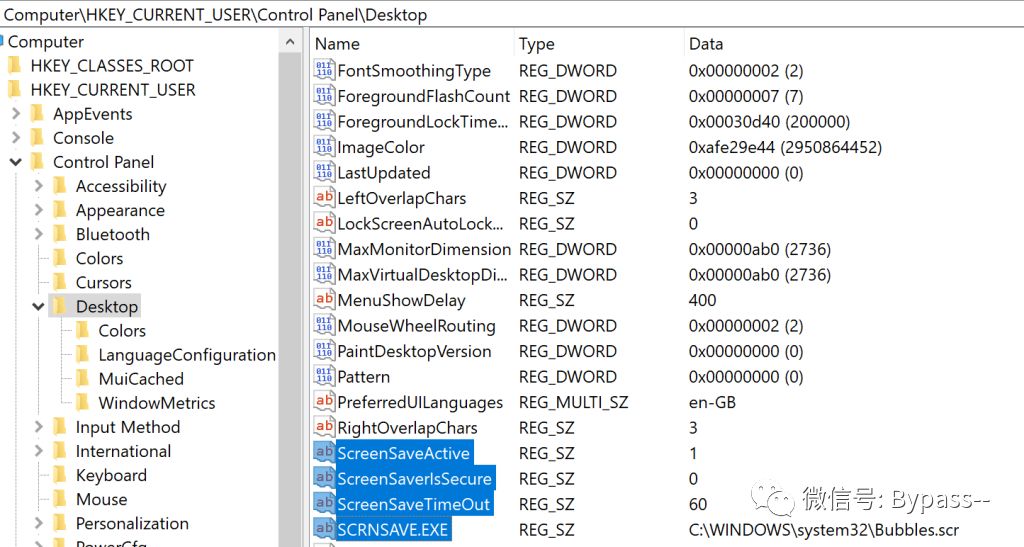 Computer\HKEY_CURRENT_USER\Control Panel\Desktop
Computer
HKEY_CLASSES_ROOT
HKEY_CURRENT_USER
AppEvents
Console
Control Panel
Accessibility
Appearance
Bluetooth
Colors
Cursors
Desktop
Colors
LanguageConfiguration
MuiCached
WindowMetrics
Input Method
International
Keyboard
Mouse
Personalization
PowerCfg
Name Type Data
FontSmoothingType REG_DWORD 0x00000002 (2)
ForegroundFlashCount REG_DWORD 0x00000007 (7)
ForegroundLockTime... REG_DWORD 0x00030d40 (200000)
ImageColor REG_DWORD 0xafe29e44 (2950864452)
LastUpdated REG_DWORD 0x00000000 (0)
LeftOverlapChars REG_SZ 3
LockScreenAutoLock... REG_SZ 0
MaxMonitorDimension REG_DWORD 0x00000ab0 (2736)
MaxVirtualDesktopDi... REG_DWORD 0x00000ab0 (2736)
MenuShowDelay REG_SZ 400
MouseWheelRouting REG_DWORD 0x00000002 (2)
PaintDesktopVersion REG_DWORD 0x00000000 (0)
Pattern REG_DWORD 0x00000000 (0)
PreferredUILanguages REG_MULTI_SZ en-GB
RightOverlapChars REG_SZ 3
ScreenSaveActive REG_SZ 1
ScreenSaverIsSecure REG_SZ 0
ScreenSaveTimeOut REG_SZ 60
SCRNSAVE.EXE REG_SZ C:\WINDOWS\system32\Bubbles.scr
微信号: Bypass--